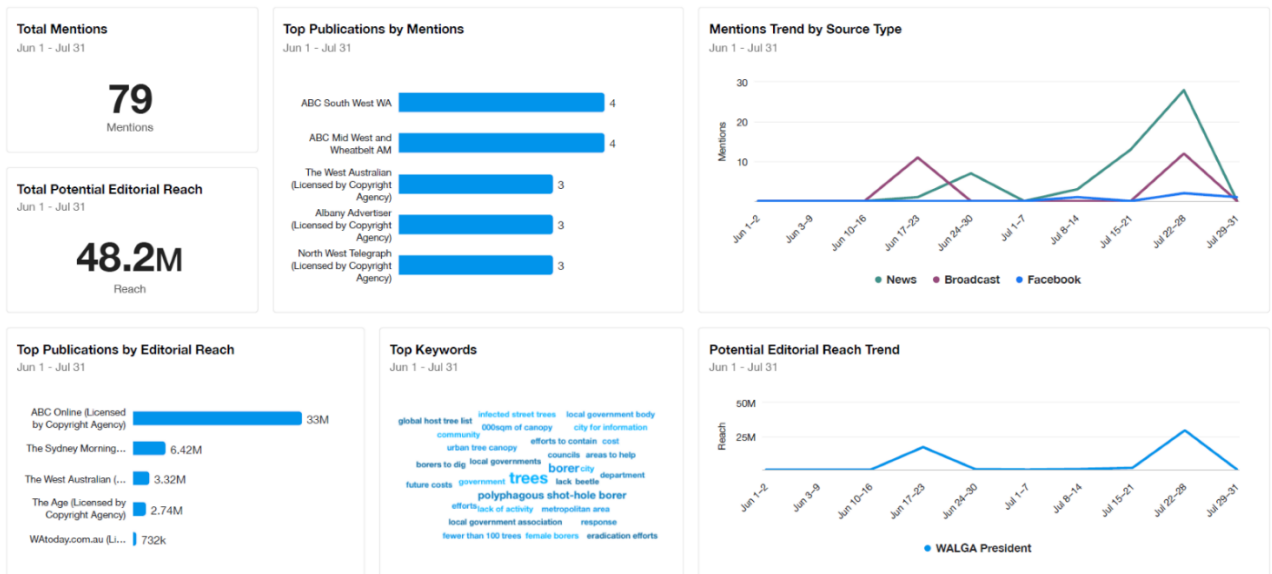 Total Mentions
Jun 1 - Jul 31
79
Mentions
Total Potential Editorial Reach
Jun 1 - Jul 31
48.2M
Reach
Top Publications by Mentions
Jun 1 - Jul 31
ABC South West WA
4
ABC Mid West and
Wheatbelt AM
4
The West Australian
(Licensed by Copyright
Agency)
3
Albany Advertiser
(Licensed by Copyright
Agency)
3
North West Telegraph
(Licensed by Copyright
Agency)
3
Mentions Trend by Source Type
Jun 1 - Jul 31
Mentions
30
20
10
Jun 1–2
Jun 3–9
Jun 10–16
Jun 17–23
Jun 24–30
Jul 1–7
Jul 8–14
Jul 15–21
Jul 22–28
Jul 29–31
News
Broadcast
Facebook
Top Publications by Editorial Reach
Jun 1 - Jul 31
ABC Online (Licensed
by Copyright Agency)
33M
The Sydney Morning...
6.42M
The West Australian (...
3.32M
The Age (Licensed by
Copyright Agency)
2.74M
WAtoday.com.au (Li...
732k
Top Keywords
Jun 1 - Jul 31
infected street trees
local government body
global host tree list
000sqm of canopy
city for information
community
efforts to contain
cost
urban tree canopy
councils
areas to help
borers to dig
local governments
borer
city
department
future costs
government
trees
lack beetle
polyphagous shot-hole borer
efforts
lack of activity
metropolitan area
local government association
response
fewer than 100 trees
female borers
eradication efforts
Potential Editorial Reach Trend
Jun 1 - Jul 31
Reach
50M
25M
Jun 1–2
Jun 3–9
Jun 10–16
Jun 17–23
Jun 24–30
Jul 1–7
Jul 8–14
Jul 15–21
Jul 22–28
Jul 29–31
WALGA President